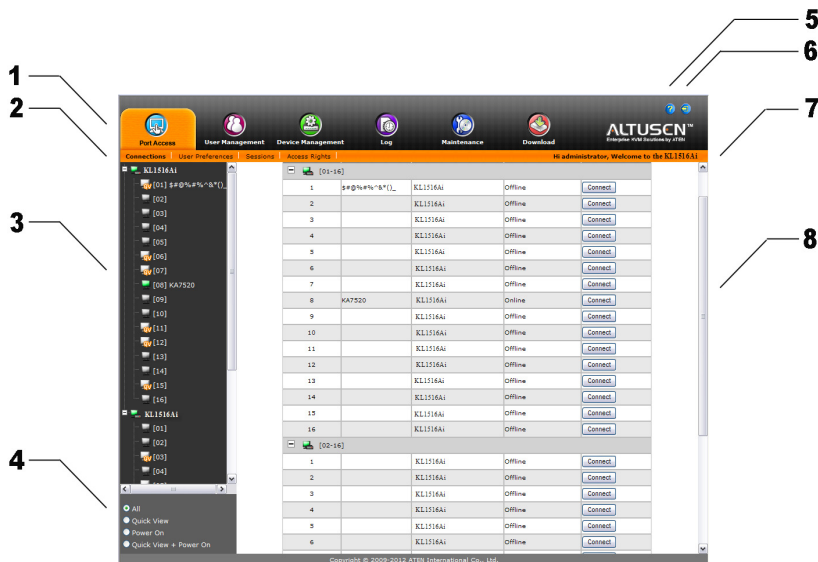 5
6
1
2
7
3
8
4
Port Access
User Management
Device Management
Log
Maintenance
Download
ALTUSEN™
Enterprise KVM Solutions by ATEN
Connections
User Preferences
Sessions
Access Rights
Hi administrator, Welcome to the KL1516Ai
KL1516Ai
[01] $#@%#%^&*()_
[02]
[03]
[04]
[05]
[06]
[07]
[08] KA7520
[09]
[10]
[11]
[12]
[13]
[14]
[15]
[16]
KL1516Ai
[01]
[02]
[03]
[04]
All
Quick View
Power On
Quick View + Power On
[01-16]
1 $#@%#%^&*()_ KL1516Ai Offline Connect
2 KL1516Ai Offline Connect
3 KL1516Ai Offline Connect
4 KL1516Ai Offline Connect
5 KL1516Ai Offline Connect
6 KL1516Ai Offline Connect
7 KL1516Ai Offline Connect
8 KA7520 KL1516Ai Online Connect
9 KL1516Ai Offline Connect
10 KL1516Ai Offline Connect
11 KL1516Ai Offline Connect
12 KL1516Ai Offline Connect
13 KL1516Ai Offline Connect
14 KL1516Ai Offline Connect
15 KL1516Ai Offline Connect
16 KL1516Ai Offline Connect
[02-16]
1 KL1516Ai Offline Connect
2 KL1516Ai Offline Connect
3 KL1516Ai Offline Connect
4 KL1516Ai Offline Connect
5 KL1516Ai Offline Connect
6 KL1516Ai Offline Connect
Copyright © 2009-2012 ATEN International Co., Ltd.